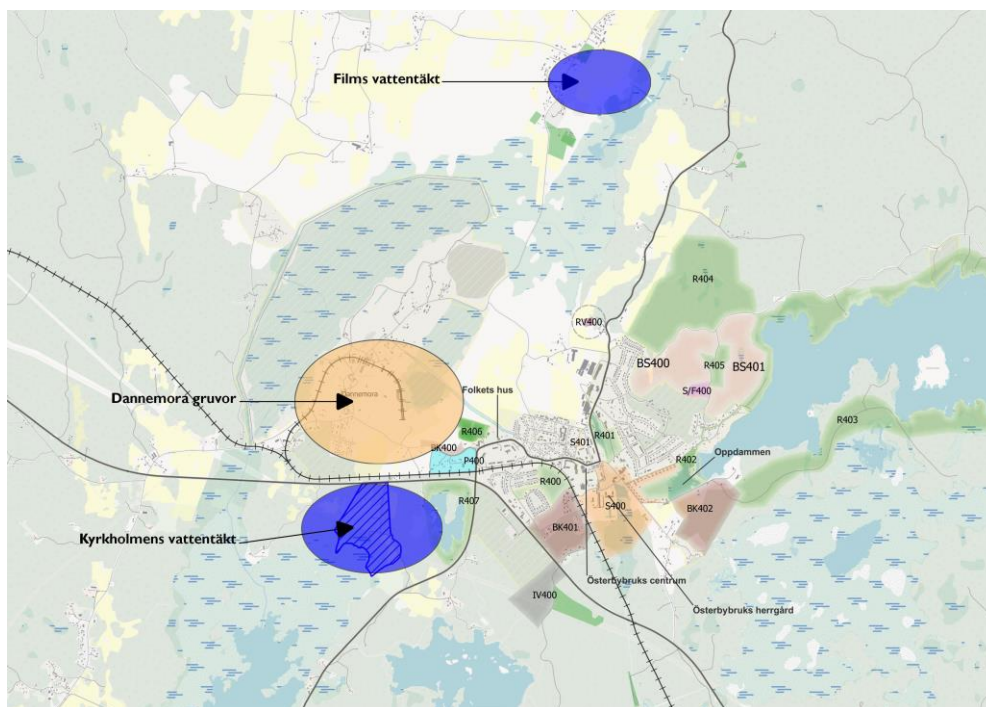 Films vattentäkt
R404
RV400
BS400
R405
BS401
S/F400
Dannemora gruvor
Dannemora
Folkets hus
R403
R406
R401
S401
BK400
P400
R402
Oppdammen
R400
R407
S400
BK402
BK401
Kyrkholmens vattentäkt
Österbybruks centrum
IV400
Österbybruks herrgård